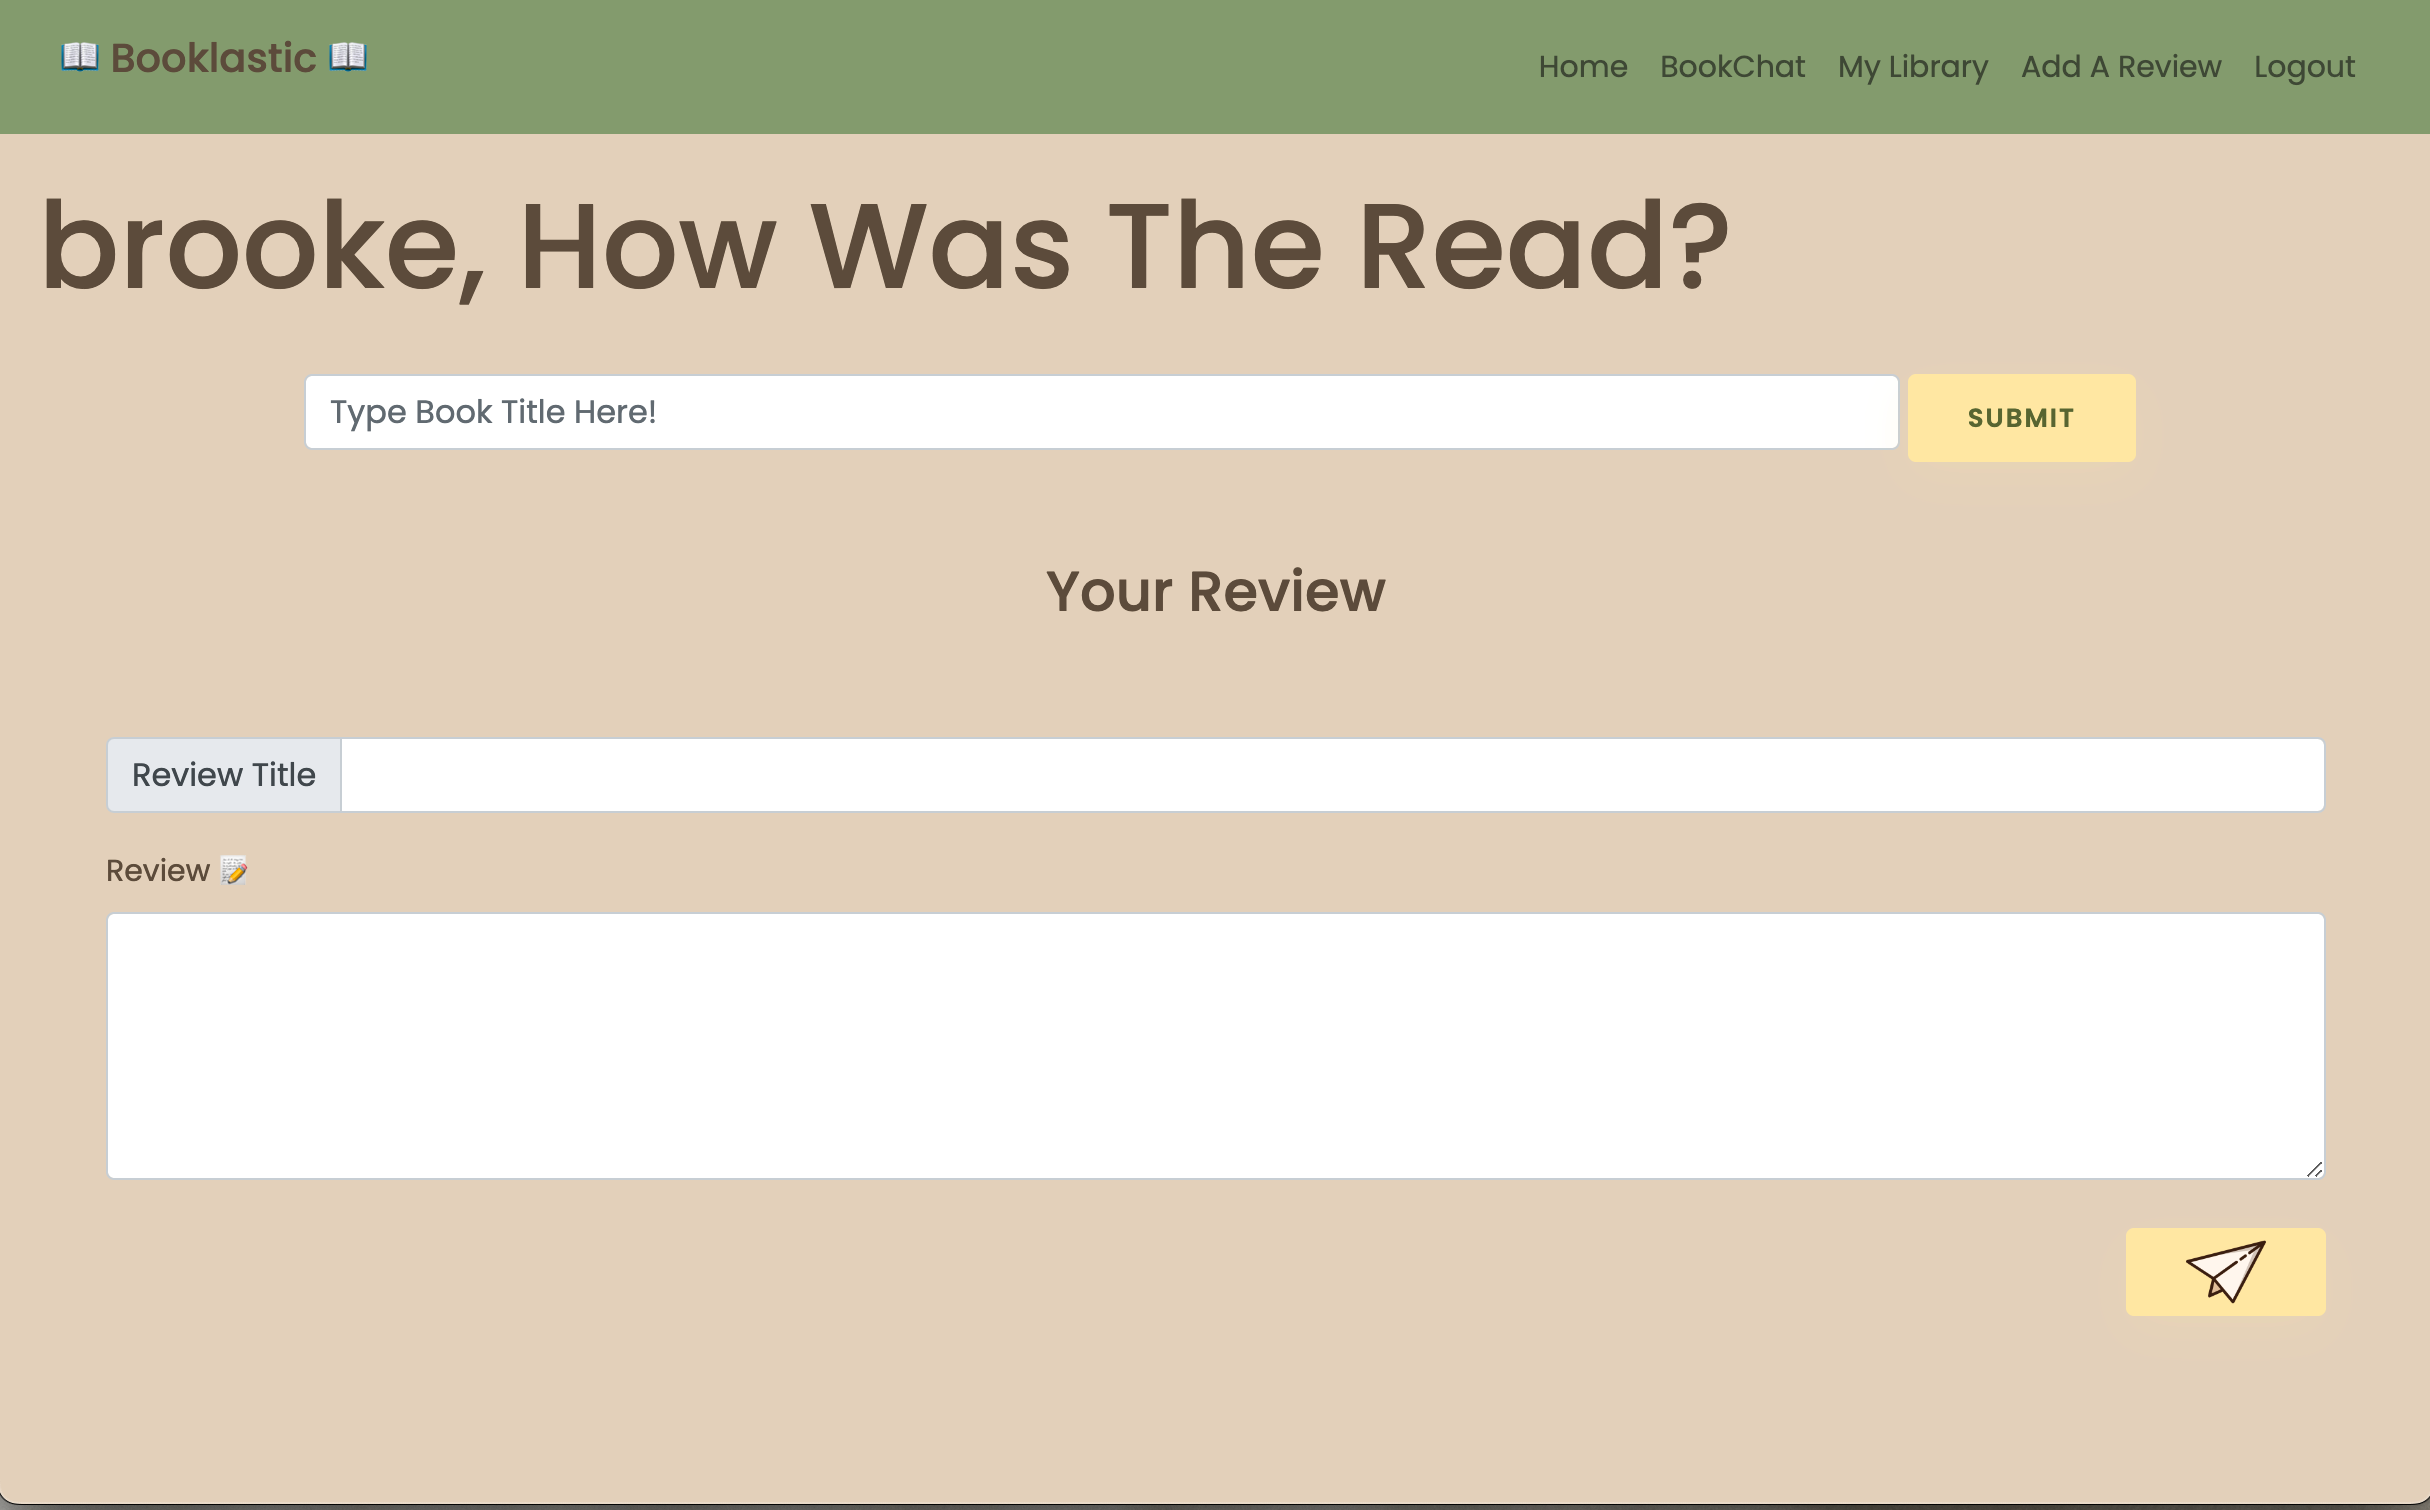 📖 Booklastic 📖
Home BookChat My Library Add A Review Logout
brooke, How Was The Read?
Type Book Title Here!
SUBMIT
Your Review
Review Title
Review 📝